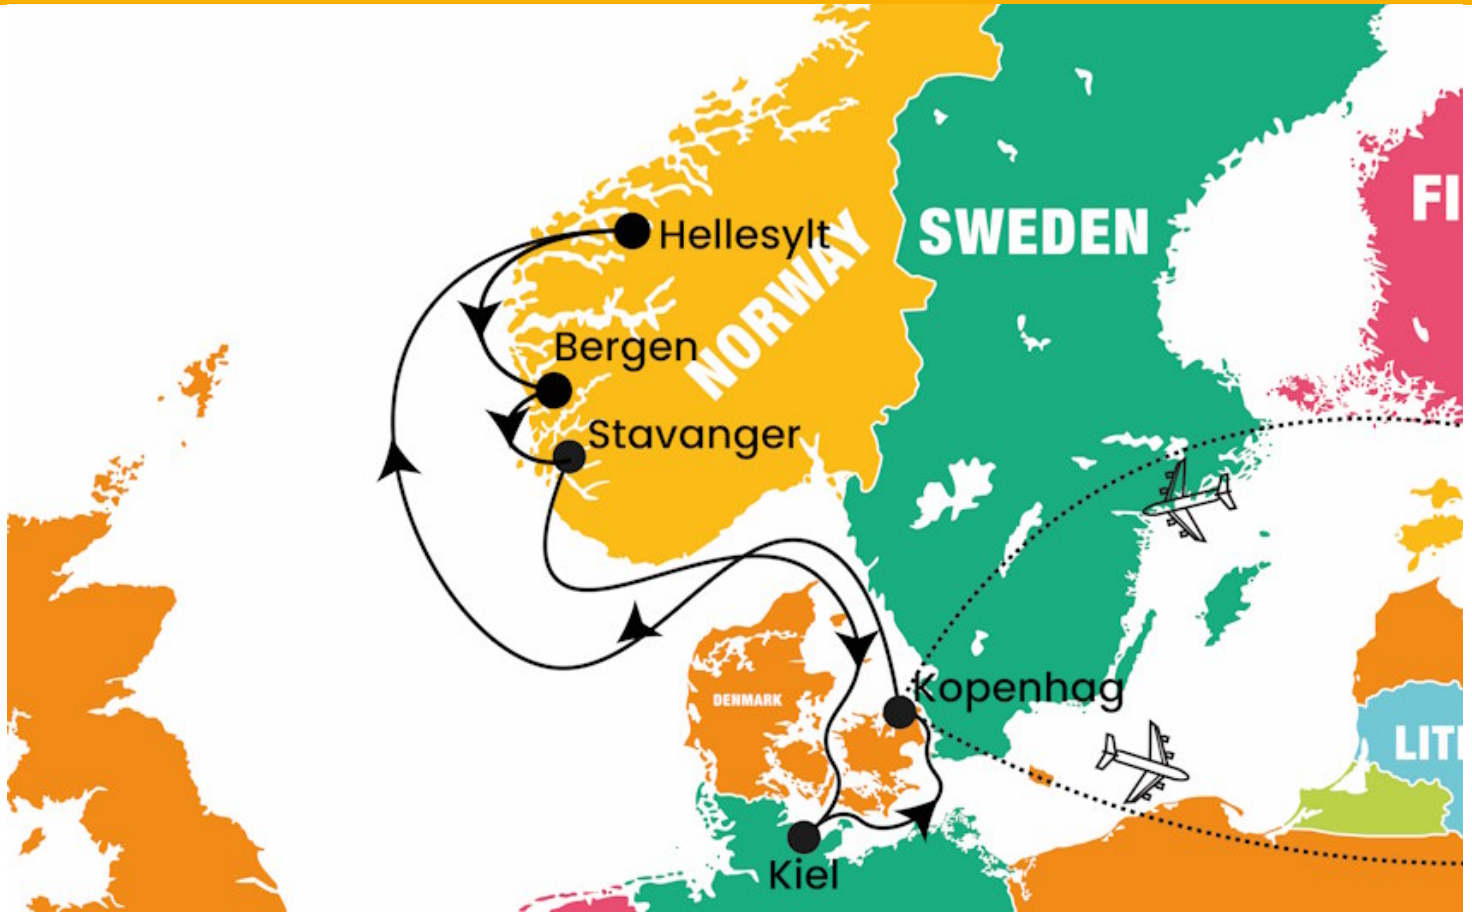 Hellesylt
SWEDEN
FI
NORWAY
Bergen
Stavanger
Kopenhag
DENMARK
LIT
Kiel